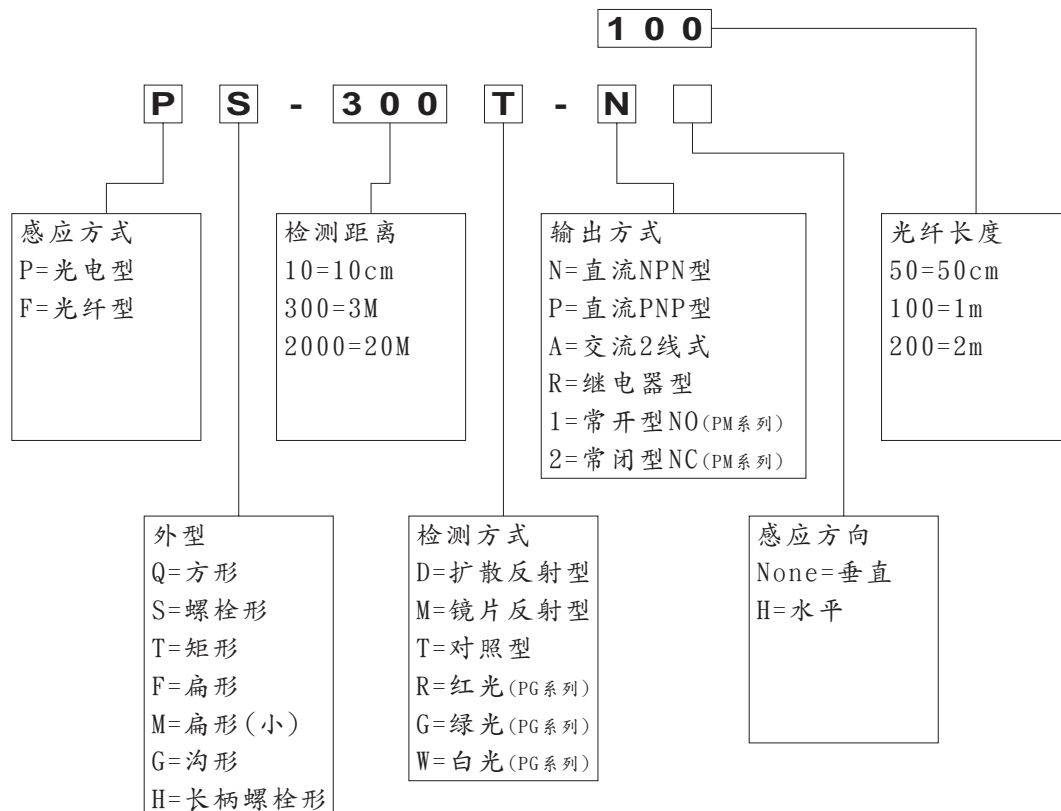 100
PS-300T-N
感应方式
P=光电型
F=光纤型
检测距离
10=10cm
300=3M
2000=20M
输出方式
N=直流NPN型
P=直流PNP型
A=交流2线式
R=继电器型
1=常开型NO(PM系列)
2=常闭型NC(PM系列)
光纤长度
50=50cm
100=1m
200=2m
外型
Q=方形
S=螺栓形
T=矩形
F=扁形
M=扁形(小)
G=沟形
H=长柄螺栓形
检测方式
D=扩散反射型
M=镜片反射型
T=对照型
R=红光(PG系列)
G=绿光(PG系列)
W=白光(PG系列)
感应方向
None=垂直
H=水平